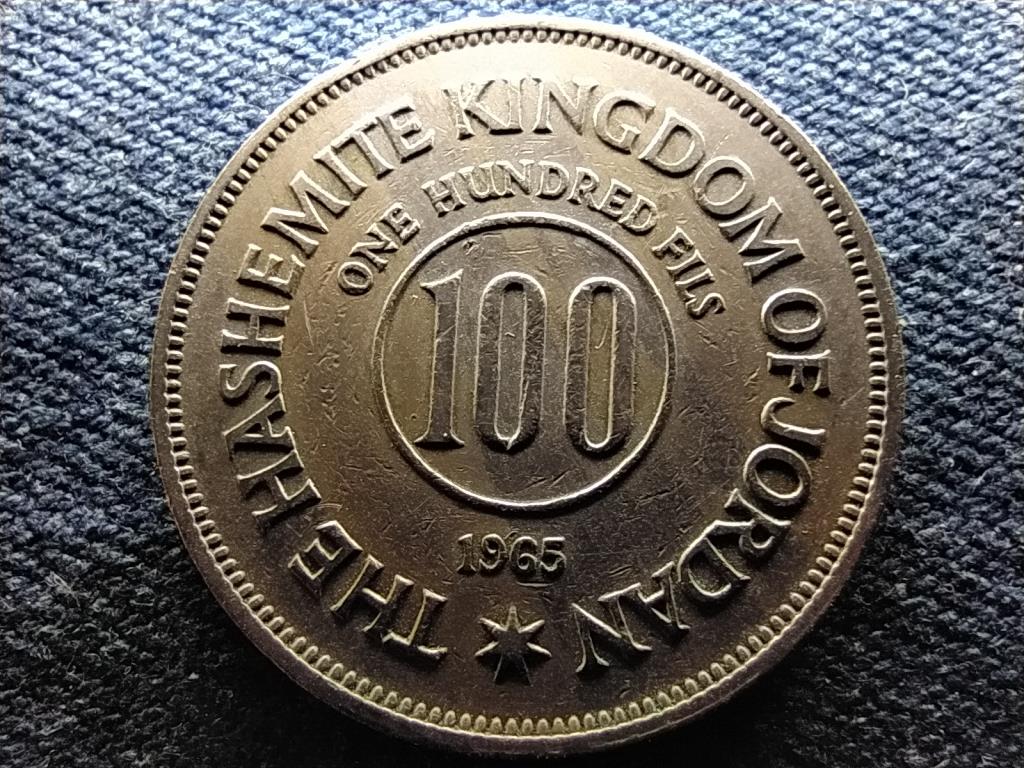 THE HASHEMITE KINGDOM OF JORDAN
ONE HUNDRED FILS
100
1965